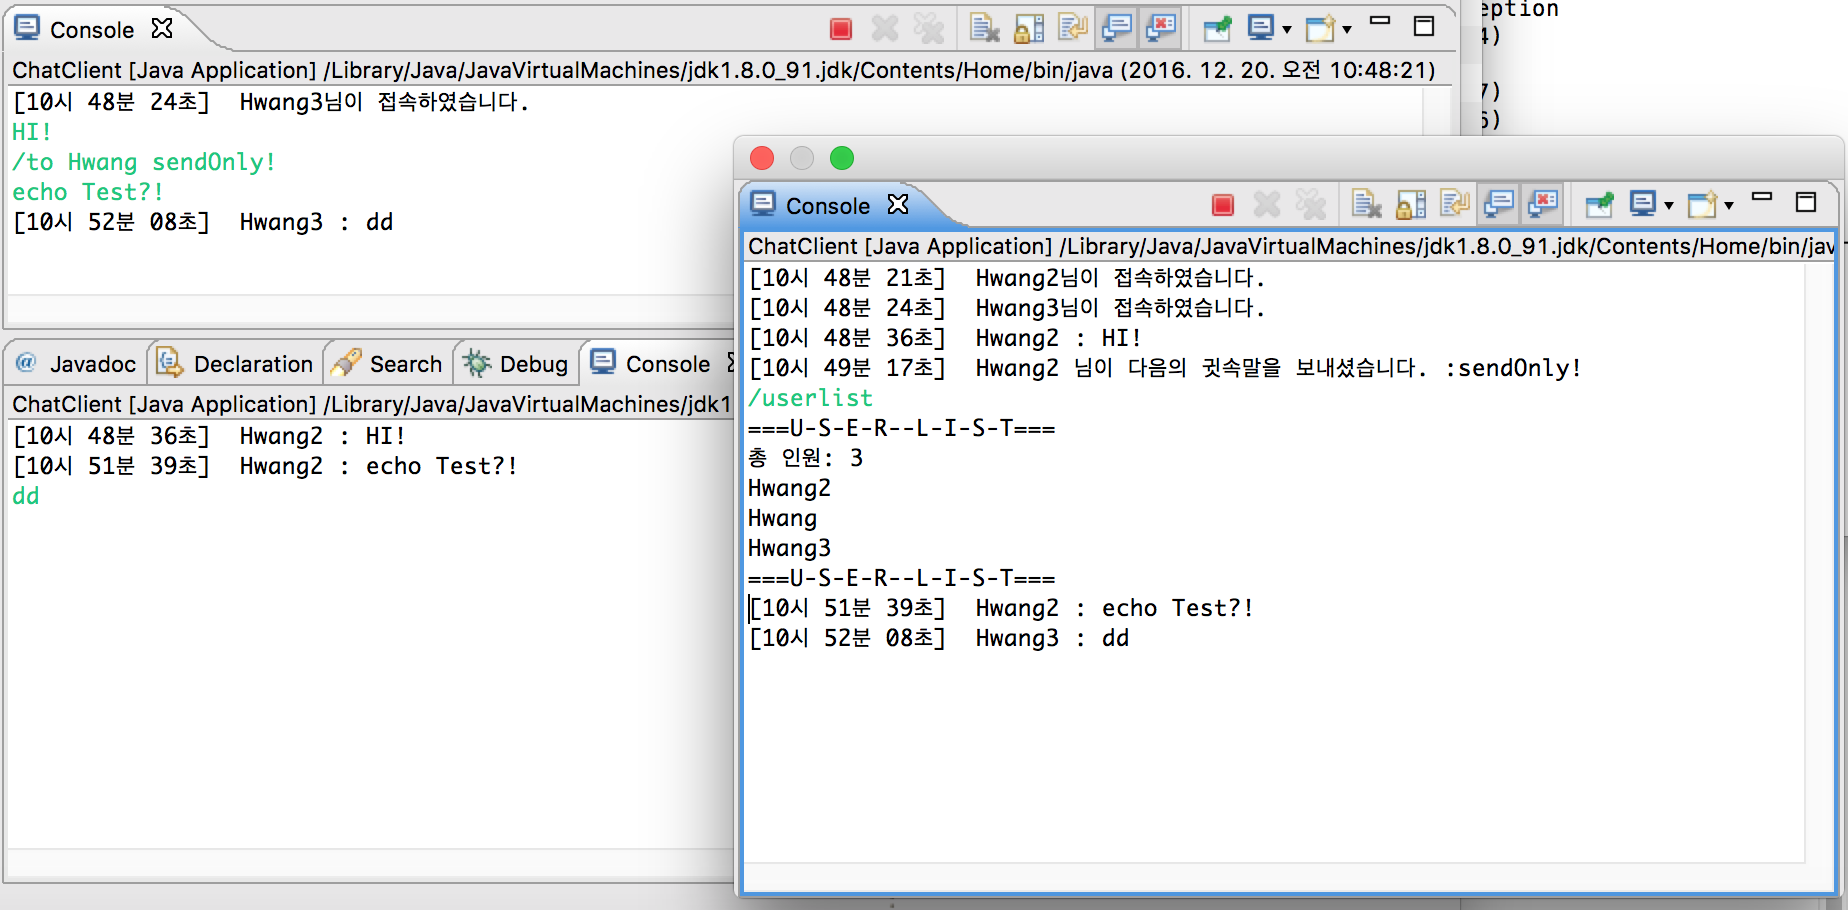 Console
ChatClient [Java Application] /Library/Java/JavaVirtualMachines/jdk1.8.0_91.jdk/Contents/Home/bin/java (2016. 12. 20. 오전 10:48:21)
[10시 48분 24초]  Hwang3님이 접속하였습니다.
HI!
/to Hwang sendOnly!
echo Test?!
[10시 52분 08초]  Hwang3 : dd
eption
4)
7)
6)
Javadoc Declaration Search Debug Console
ChatClient [Java Application] /Library/Java/JavaVirtualMachines/jdk1
[10시 48분 36초]  Hwang2 : HI!
[10시 51분 39초]  Hwang2 : echo Test?!
dd
Console
ChatClient [Java Application] /Library/Java/JavaVirtualMachines/jdk1.8.0_91.jdk/Contents/Home/bin/jav
[10시 48분 21초]  Hwang2님이 접속하였습니다.
[10시 48분 24초]  Hwang3님이 접속하였습니다.
[10시 48분 36초]  Hwang2 : HI!
[10시 49분 17초]  Hwang2 님이 다음의 귓속말을 보내셨습니다. :sendOnly!
/userlist
===U-S-E-R--L-I-S-T===
총 인원: 3
Hwang2
Hwang
Hwang3
===U-S-E-R--L-I-S-T===
[10시 51분 39초]  Hwang2 : echo Test?!
[10시 52분 08초]  Hwang3 : dd